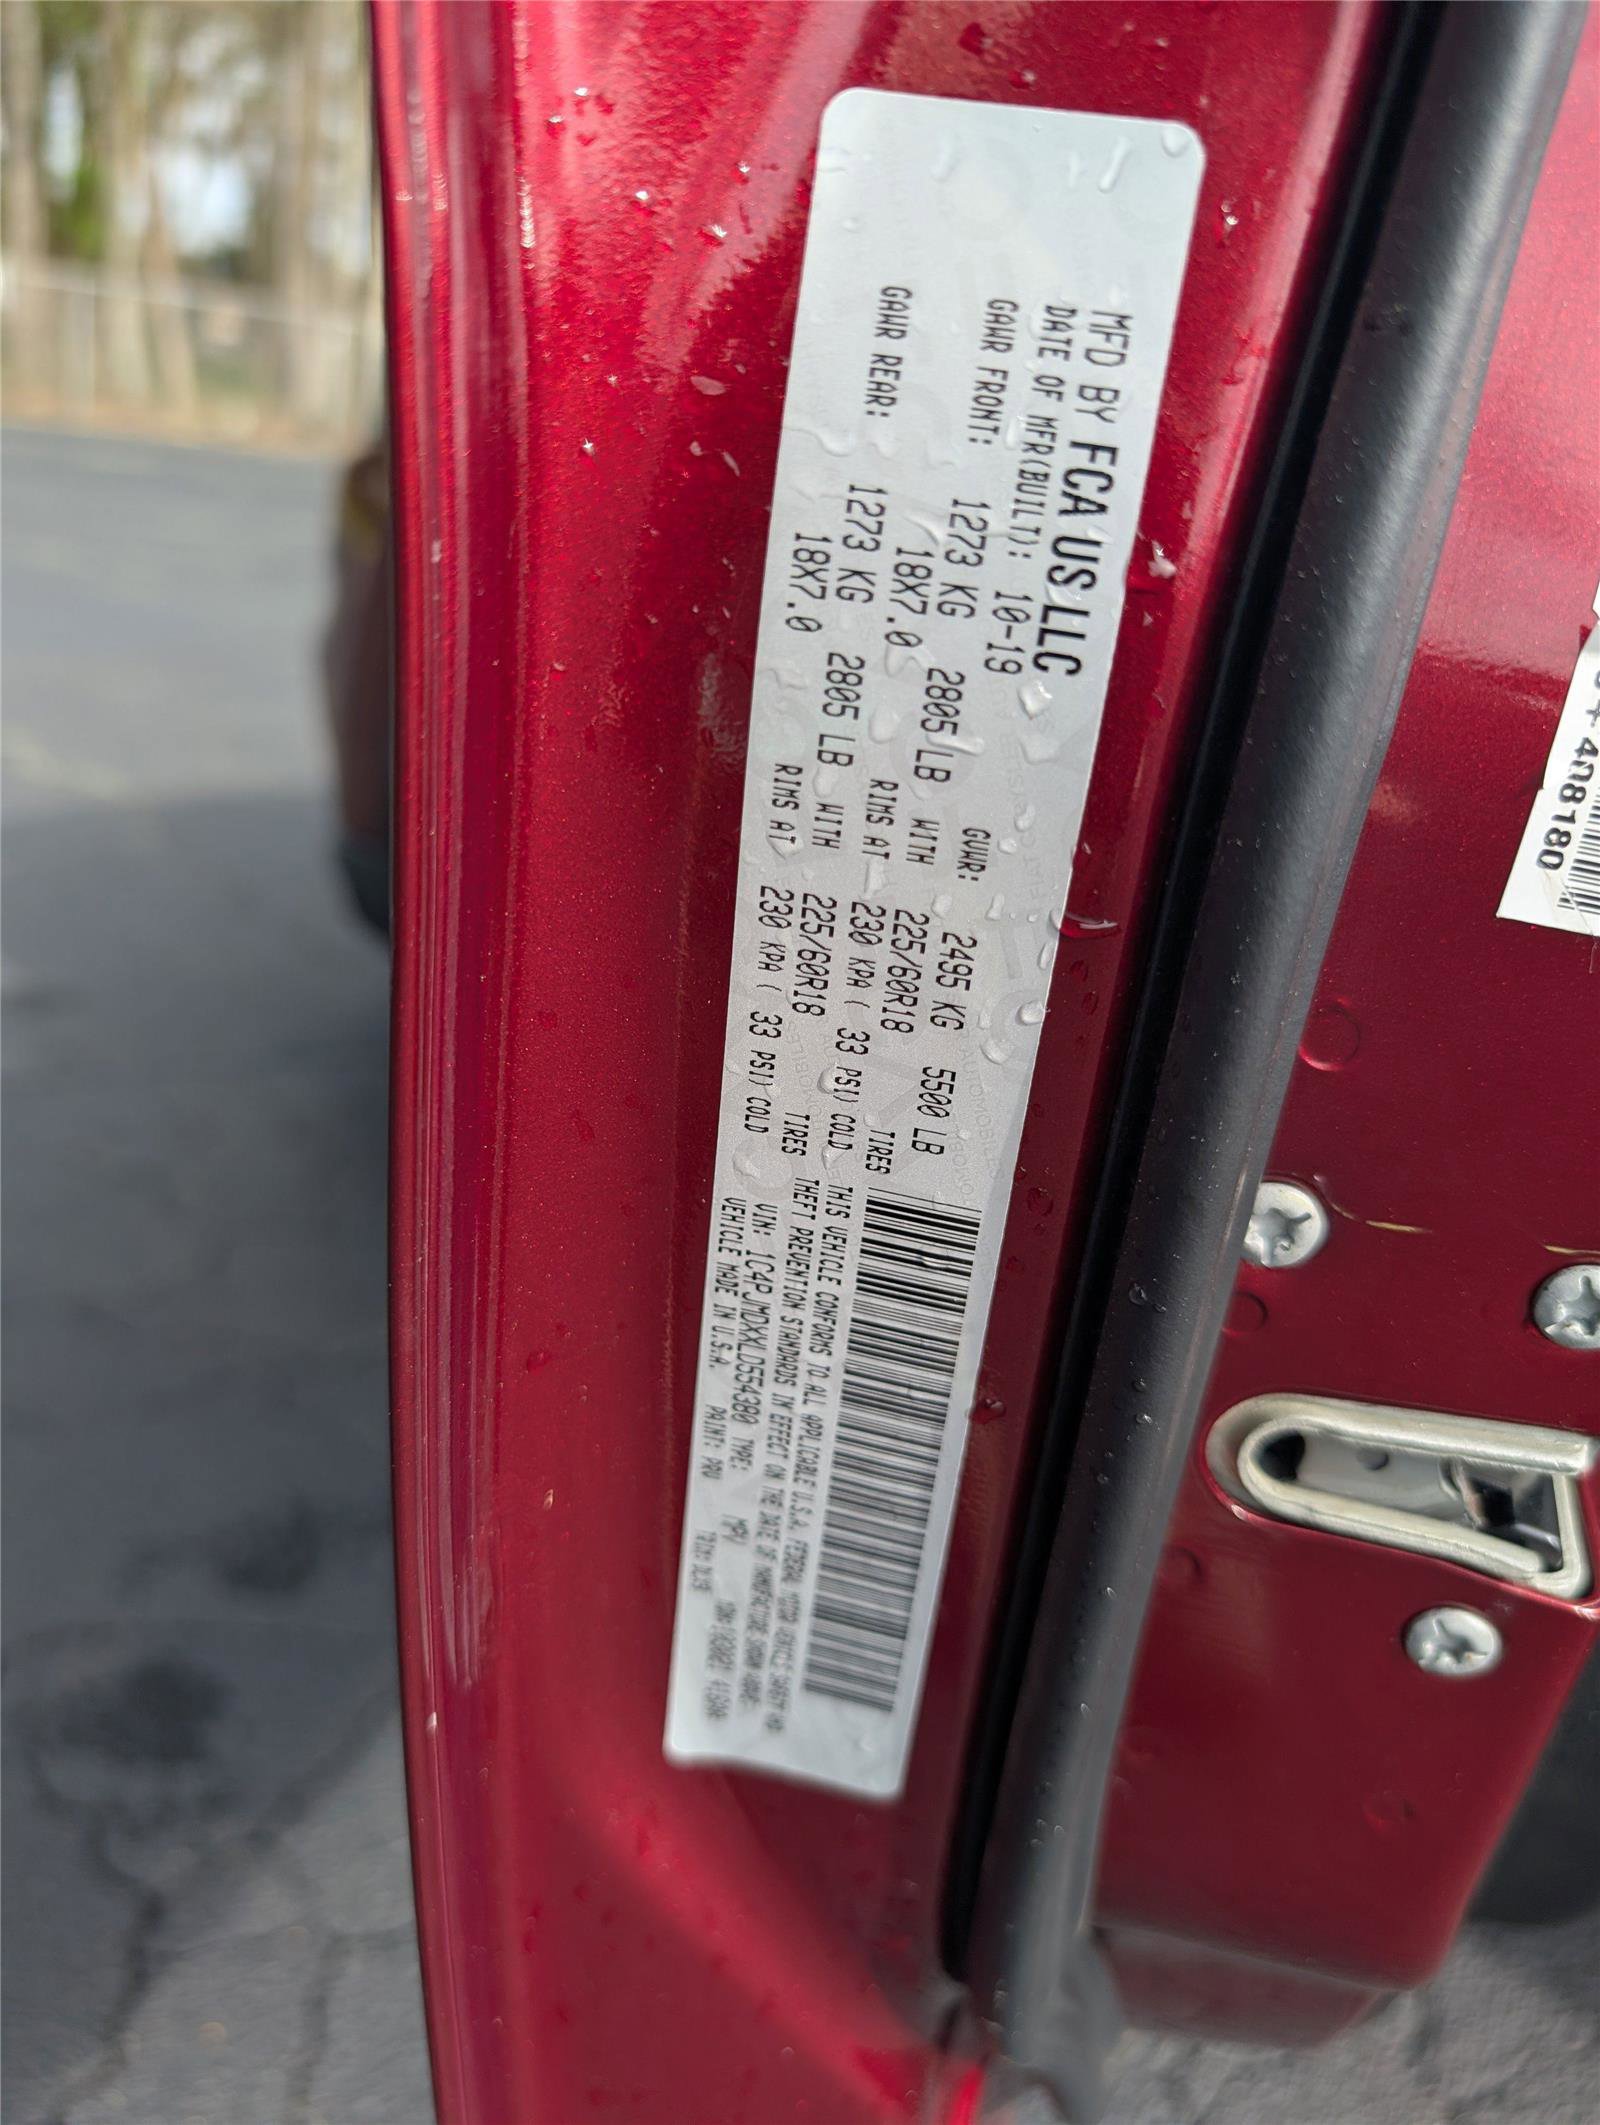 MFD BY FCA US LLC
DATE OF MFR(BUILT): 10-19 GVWR: 2495 KG 5500 LB
GAWR FRONT: 1273 KG 2805 LB WITH 225/60R18 TIRES
18X7.0 RIMS AT 230 KPA ( 33 PSI) COLD
GAWR REAR: 1273 KG 2805 LB WITH 225/60R18 TIRES
18X7.0 RIMS AT 230 KPA ( 33 PSI) COLD
THIS VEHICLE CONFORMS TO ALL APPLICABLE U.S.A. FEDERAL MOTOR VEHICLE SAFETY AND
THEFT PREVENTION STANDARDS IN EFFECT ON THE DATE OF MANUFACTURE SHOWN ABOVE.
VIN: 1C4PJMDXXLD554380 TYPE: MPV
VEHICLE MADE IN U.S.A. PAINT: PRV
408180